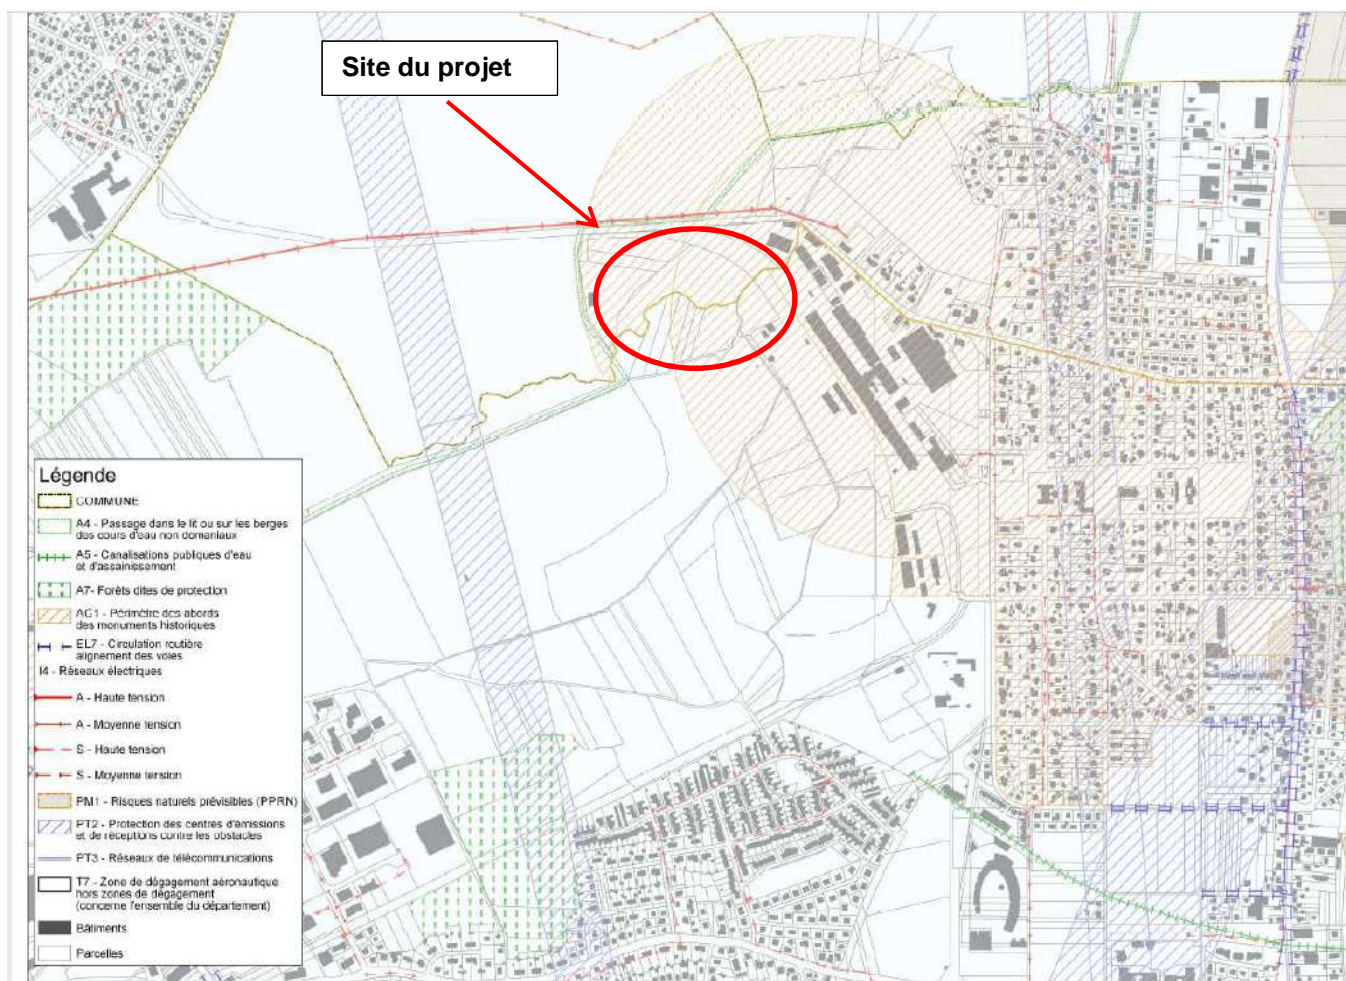 Site du projet
Légende
COMMUNE
A4 - Passage dans le lit ou sur les berges
des cours d'eau non domaniaux
A5 - Canalisations publiques d'eau
et d'assainissement
A7- Forêts dites de protection
AC1 - Périmètre des abords
des monuments historiques
EL7 - Circulation routière
alignement des voies
I4 - Réseaux électriques
A - Haute tension
A - Moyenne tension
S - Haute tension
S - Moyenne tension
PM1 - Risques naturels prévisibles (PPRN)
PT2 - Protection des centres d'émissions
et de réceptions contre les obstacles
PT3 - Réseaux de télécommunications
T7 - Zone de dégagement aéronautique
hors zones de dégagement
(concerne l'ensemble du département)
Bâtiments
Parcelles